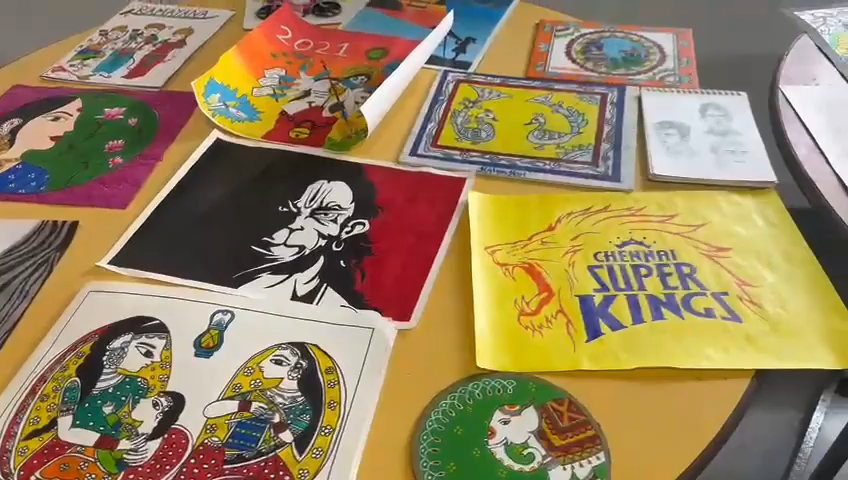 RAMAYANA
2021
CHENNAI
SUPER
KINGS